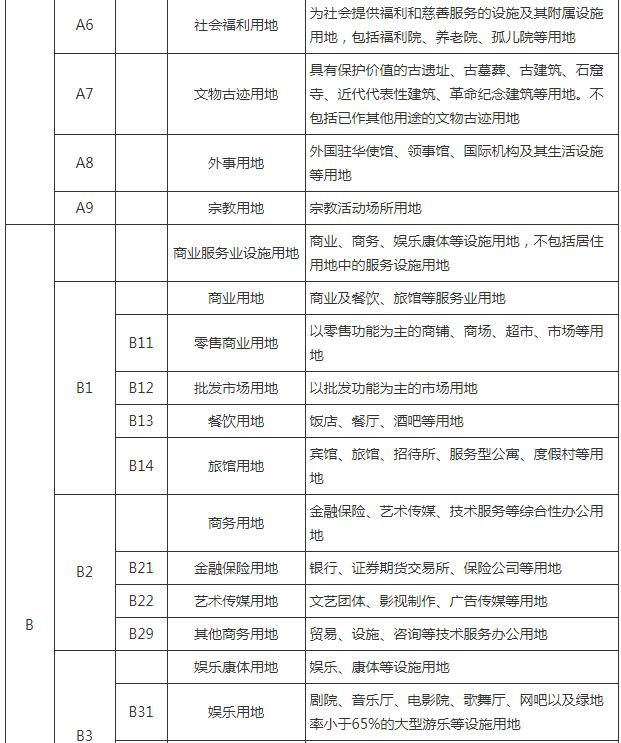 A6 社会福利用地 为社会提供福利和慈善服务的设施及其附属设施
用地，包括福利院、养老院、孤儿院等用地
A7 文物古迹用地 具有保护价值的古遗址、古墓葬、古建筑、石窟
寺、近代代表性建筑、革命纪念建筑等用地。不
包括已作其他用途的文物古迹用地
A8 外事用地 外国驻华使馆、领事馆、国际机构及其生活设施
等用地
A9 宗教用地 宗教活动场所用地
B 商业服务业设施用地 商业、商务、娱乐康体等设施用地，不包括居住
用地中的服务设施用地
B1 商业用地 商业及餐饮、旅馆等服务业用地
B11 零售商业用地 以零售功能为主的商铺、商场、超市、市场等用
地
B12 批发市场用地 以批发功能为主的市场用地
B13 餐饮用地 饭店、餐厅、酒吧等用地
B14 旅馆用地 宾馆、旅馆、招待所、服务型公寓、度假村等用
地
B2 商务用地 金融保险、艺术传媒、技术服务等综合性办公用
地
B21 金融保险用地 银行、证券期货交易所、保险公司等用地
B22 艺术传媒用地 文艺团体、影视制作、广告传媒等用地
B29 其他商务用地 贸易、设施、咨询等技术服务办公用地
B3 娱乐康体用地 娱乐、康体等设施用地
B31 娱乐用地 剧院、音乐厅、电影院、歌舞厅、网吧以及绿地
率小于65%的大型游乐等设施用地